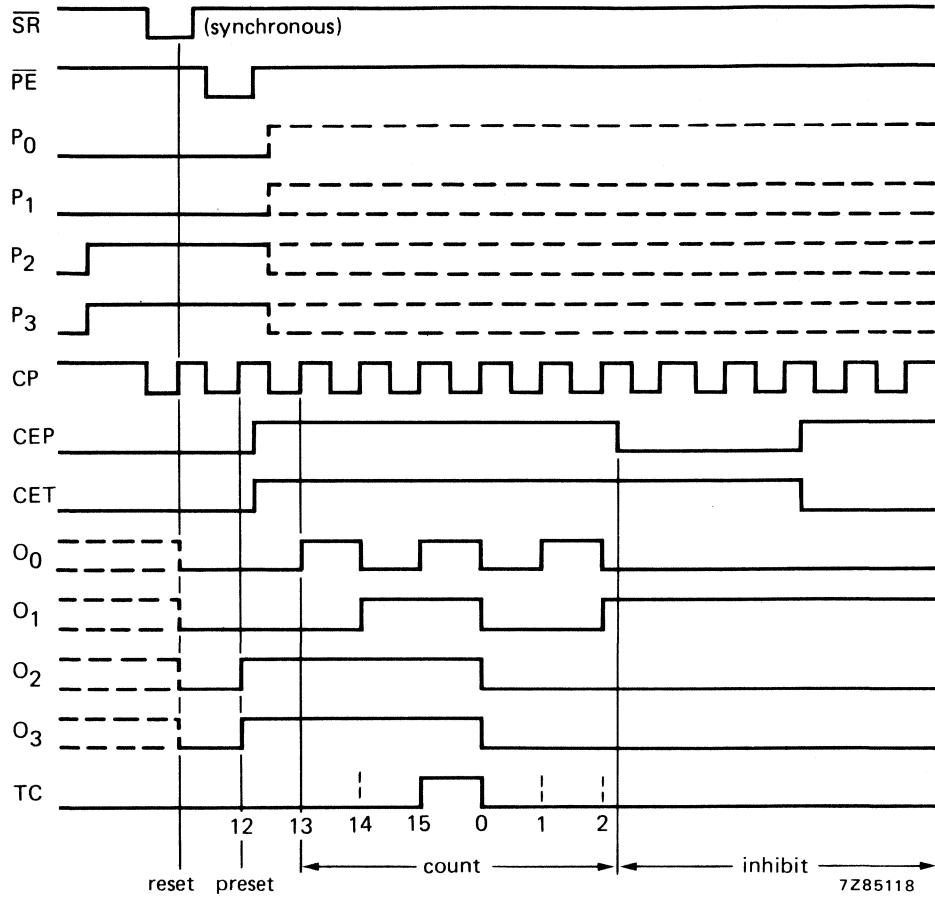 SR (synchronous)
PE
P0
P1
P2
P3
CP
CEP
CET
O0
O1
O2
O3
TC
12 13 14 15 0 1 2
count inhibit
reset preset 7Z85118